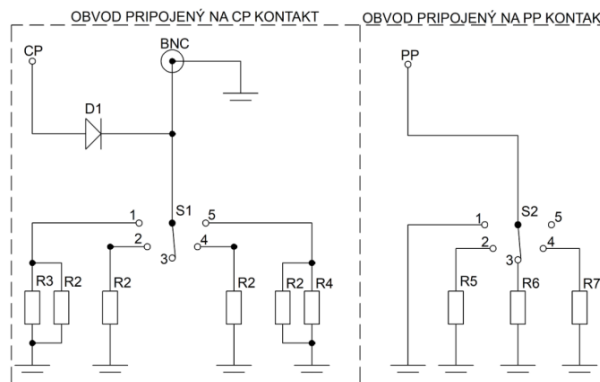 OBVOD PRIPOJENÝ NA CP KONTAKT
OBVOD PRIPOJENÝ NA PP KONTAK
CP
BNC
PP
D1
1
S1
5
2
4
3
1
S2
5
2
4
3
R3
R2
R2
R2
R2
R4
R5
R6
R7